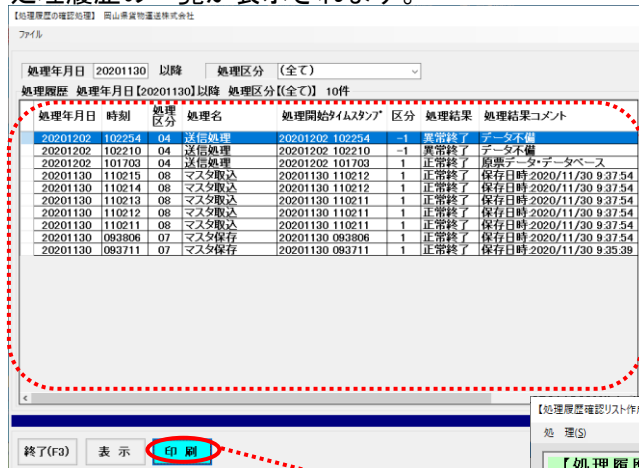 処理履歴の一覧が表示されます。
【処理履歴の確認処理】 岡山県貨物運送株式会社
ファイル
処理年月日 20201130 以降 処理区分 (全て)
処理履歴 処理年月日【20201130】以降 処理区分【(全て)】 10件
処理年月日 時刻 処理区分 処理名 処理開始タイムスタンプ 区分 処理結果 処理結果コメント
20201202 102254 04 送信処理 20201202 102254 -1 異常終了 データ不備
20201202 102210 04 送信処理 20201202 102210 -1 異常終了 データ不備
20201202 101703 04 送信処理 20201202 101703 1 正常終了 原票データ・データベース
20201130 110215 08 マスタ取込 20201130 110212 1 正常終了 保存日時:2020/11/30 9:37:54
20201130 110214 08 マスタ取込 20201130 110212 1 正常終了 保存日時:2020/11/30 9:37:54
20201130 110213 08 マスタ取込 20201130 110211 1 正常終了 保存日時:2020/11/30 9:37:54
20201130 110212 08 マスタ取込 20201130 110211 1 正常終了 保存日時:2020/11/30 9:37:54
20201130 110211 08 マスタ取込 20201130 110211 1 正常終了 保存日時:2020/11/30 9:37:54
20201130 093806 07 マスタ保存 20201130 093806 1 正常終了 保存日時:2020/11/30 9:37:54
20201130 093711 07 マスタ保存 20201130 093711 1 正常終了 保存日時:2020/11/30 9:35:39
【処理履歴確認リスト作成
処 理(S)
終了(F3) 表 示 印 刷
【処理履歴